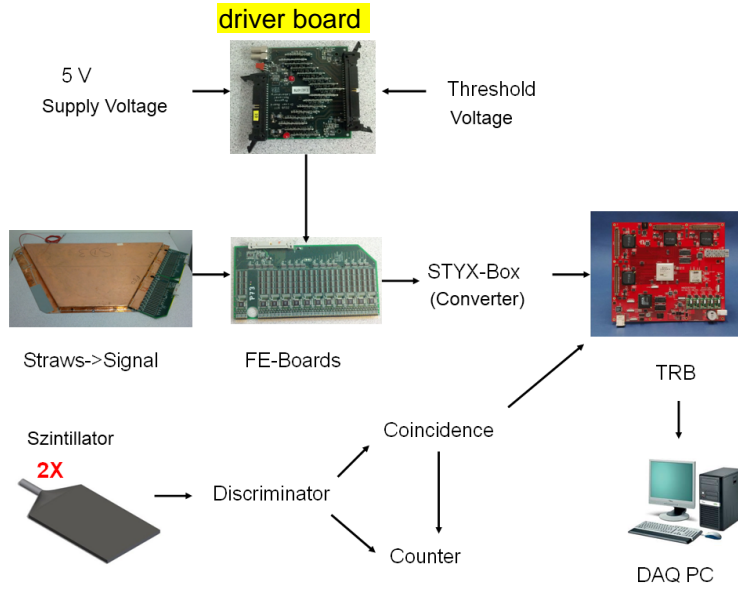 driver board
5 V
Supply Voltage
Threshold
Voltage
STYX-Box
(Converter)
Straws->Signal
FE-Boards
TRB
Szintillator
2X
Coincidence
Discriminator
Counter
DAQ PC